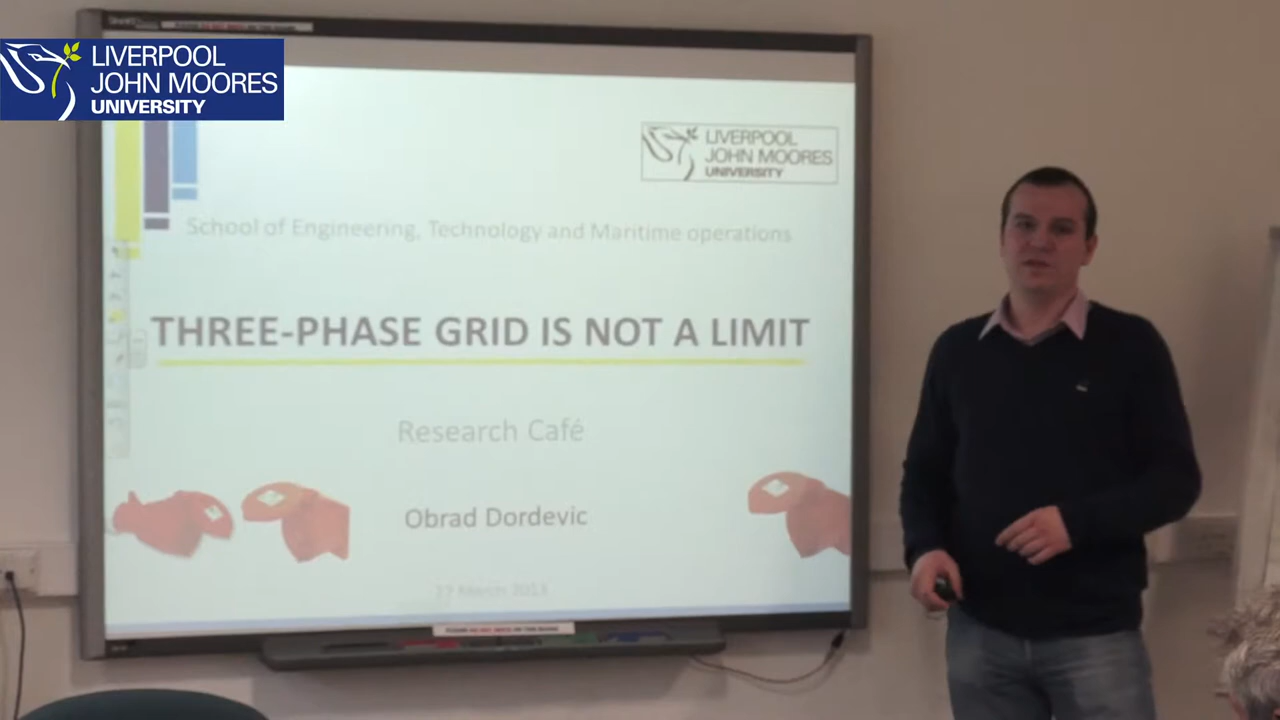 LIVERPOOL
JOHN MOORES
UNIVERSITY
LIVERPOOL
JOHN MOORES
UNIVERSITY
School of Engineering, Technology and Maritime operations
THREE-PHASE GRID IS NOT A LIMIT
Research Café
Obrad Dordevic